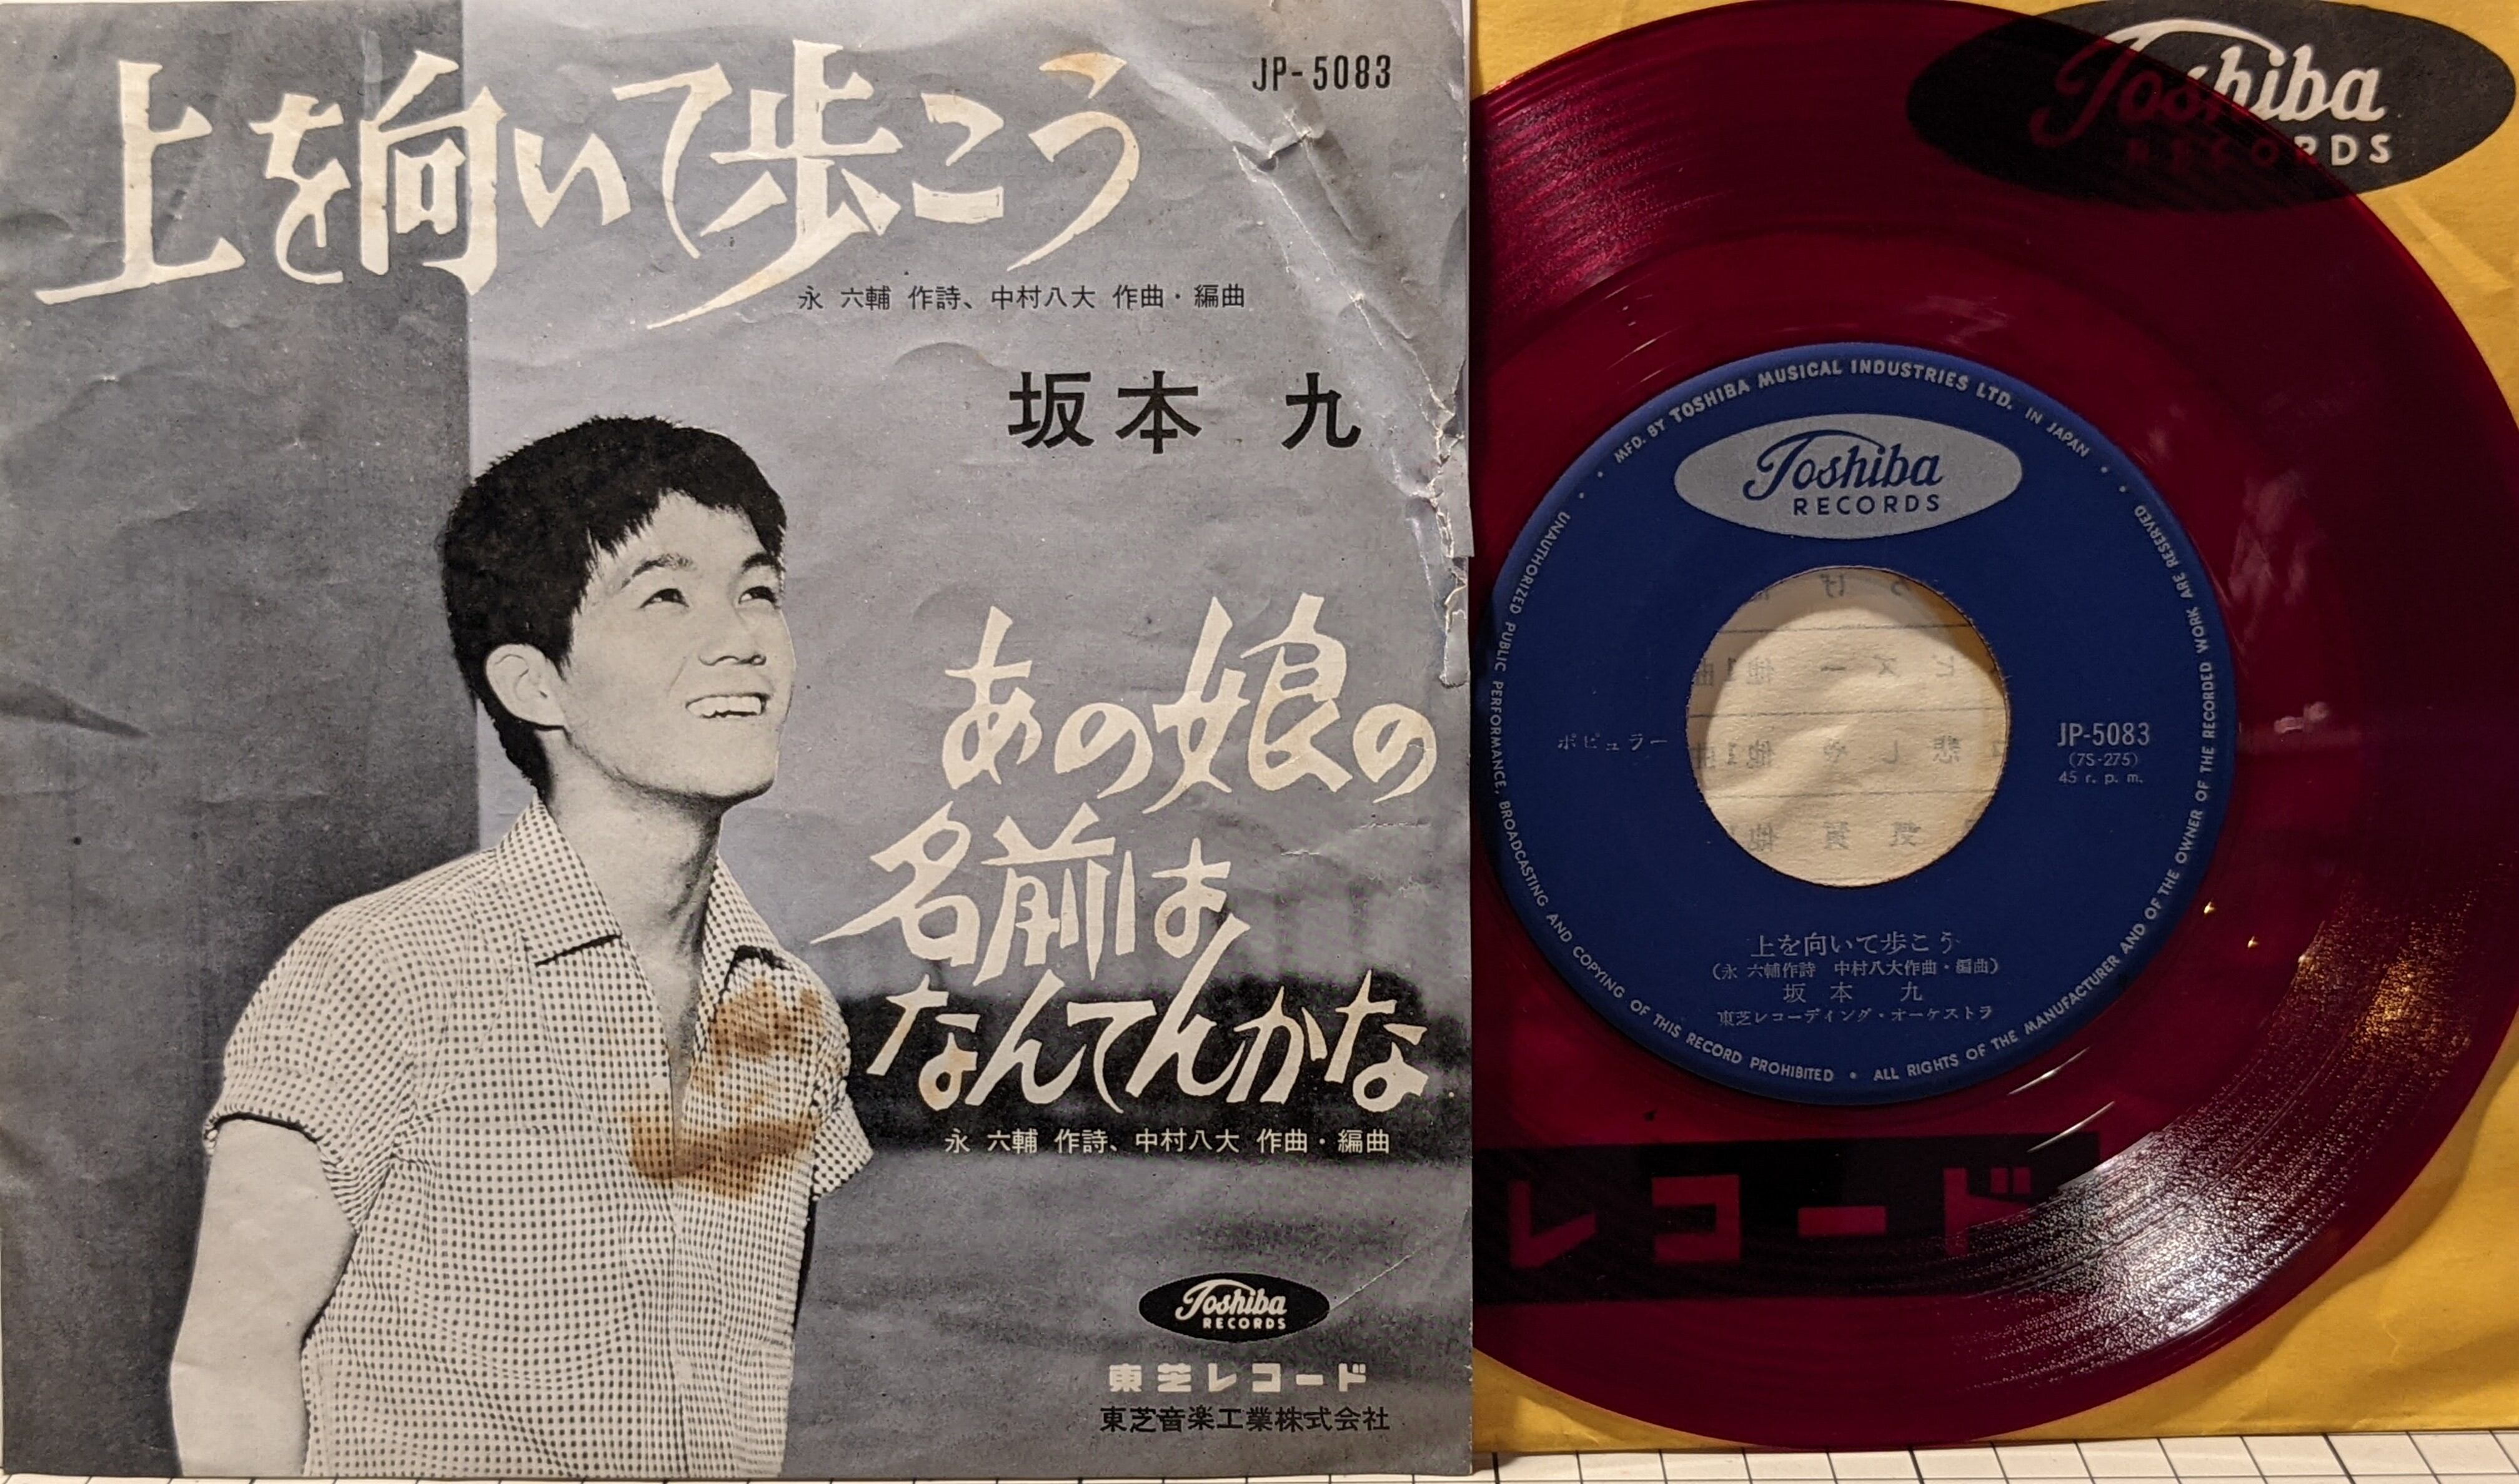 上を向いて歩こう
JP-5083
永 六輔 作詩、中村八大 作曲・編曲
坂本 九
あの娘の
名前は
なんてんかな
永 六輔 作詩、中村八大 作曲・編曲
Toshiba
RECORDS
東芝レコード
東芝音楽工業株式会社
Toshiba
RECORDS
MFD. BY TOSHIBA MUSICAL INDUSTRIES LTD. IN JAPAN
Toshiba
RECORDS
ポピュラー
JP-5083
(7S-275)
45 r. p. m.
上を向いて歩こう
(永 六輔作詩 中村八大作曲・編曲)
坂本 九
東芝レコーディング・オーケストラ
ALL RIGHTS OF THE MANUFACTURER AND OF THE OWNER OF THE RECORDED WORK ARE RESERVED
UNAUTHORIZED PUBLIC PERFORMANCE, BROADCASTING AND COPYING OF THIS RECORD PROHIBITED
レコード